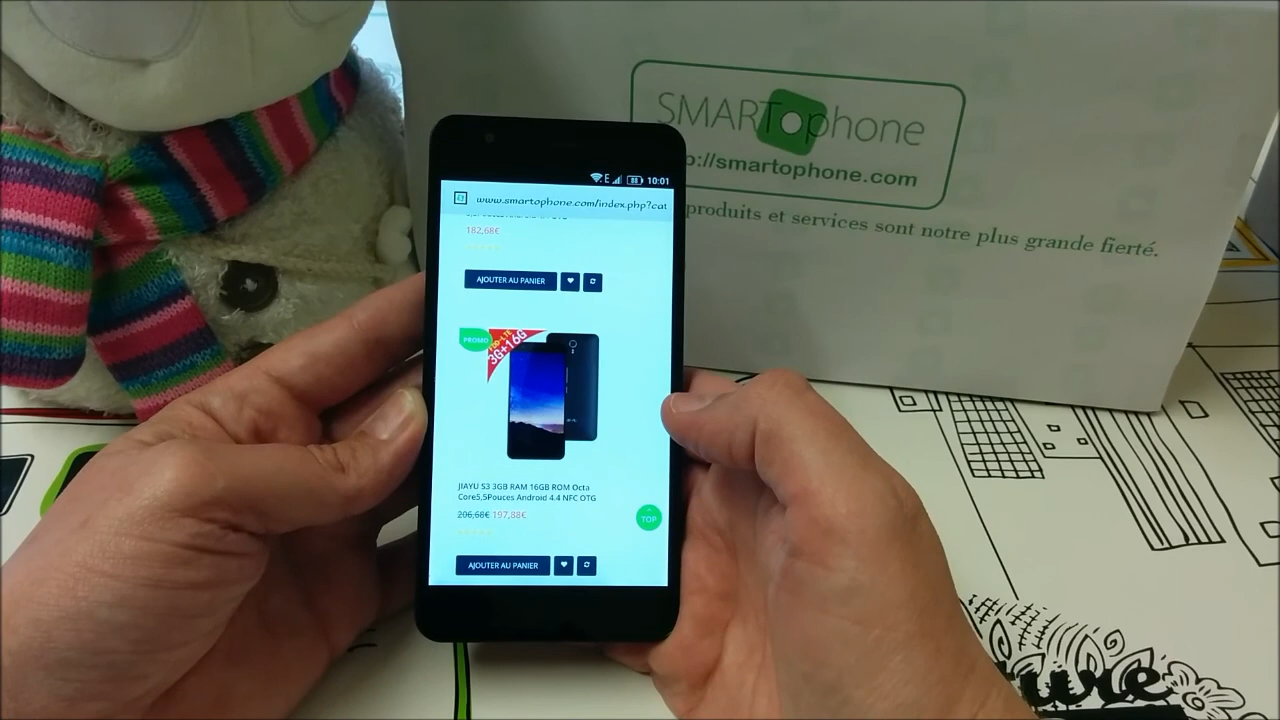 SMARTophone
p://smartophone.com
produits et services sont notre plus grande fierté.
E 88 10:01
www.smartophone.com/index.php?cat
182,68€
AJOUTER AU PANIER
PROMO
3G+16G
JIAYU S3 3GB RAM 16GB ROM Octa
Core5,5Pouces Android 4.4 NFC OTG
206,68€ 197,88€
TOP
AJOUTER AU PANIER